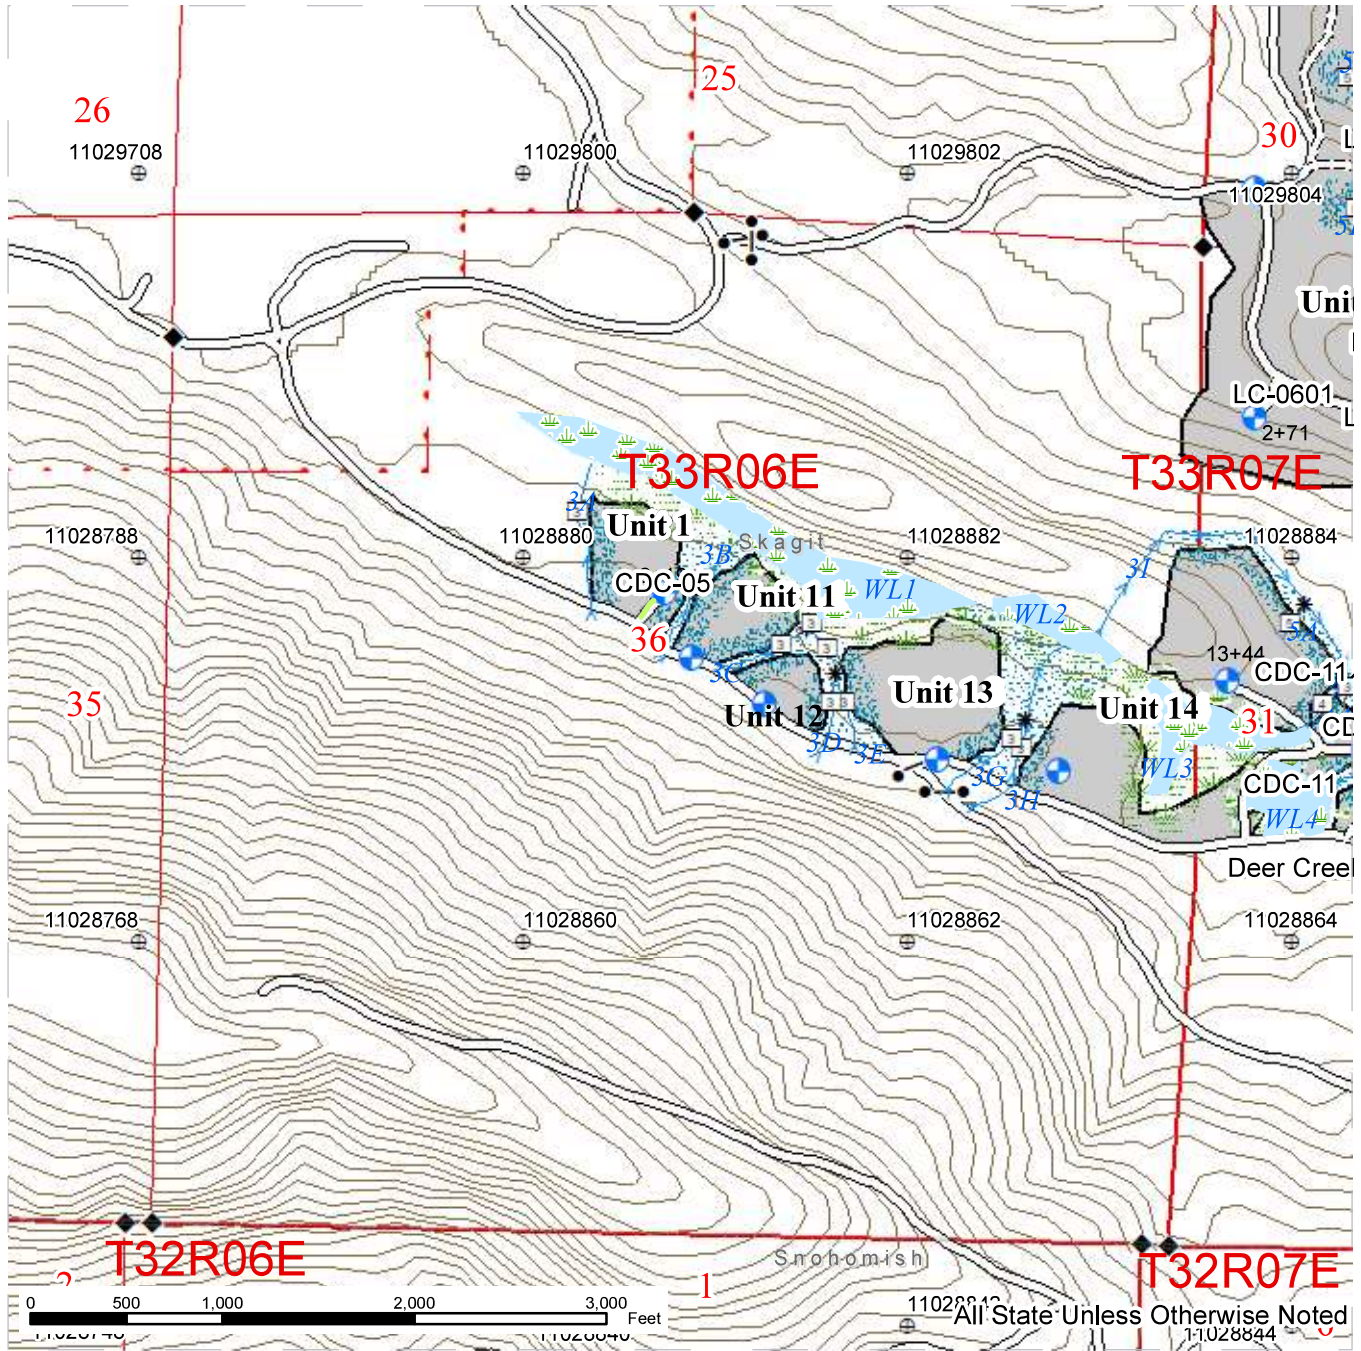 25
26
30
11029708
11029800
11029802
11029804
Unit
LC-0601
2+71
T33R06E
T33R07E
3A
Unit 1
Skagit
11028788
11028880
3B
11028882
11028884
3I
CDC-05
Unit 11
WL1
WL2
5A
36
13+44
CDC-11
3C
Unit 13
35
Unit 12
Unit 14
31
3D
3E
3G
WL3
3H
CDC-11
WL4
Deer Creek
11028768
11028860
11028862
11028864
T32R06E
Snohomish
T32R07E
2
1
0 500 1,000 2,000 3,000
Feet
All State Unless Otherwise Noted
11028844
6